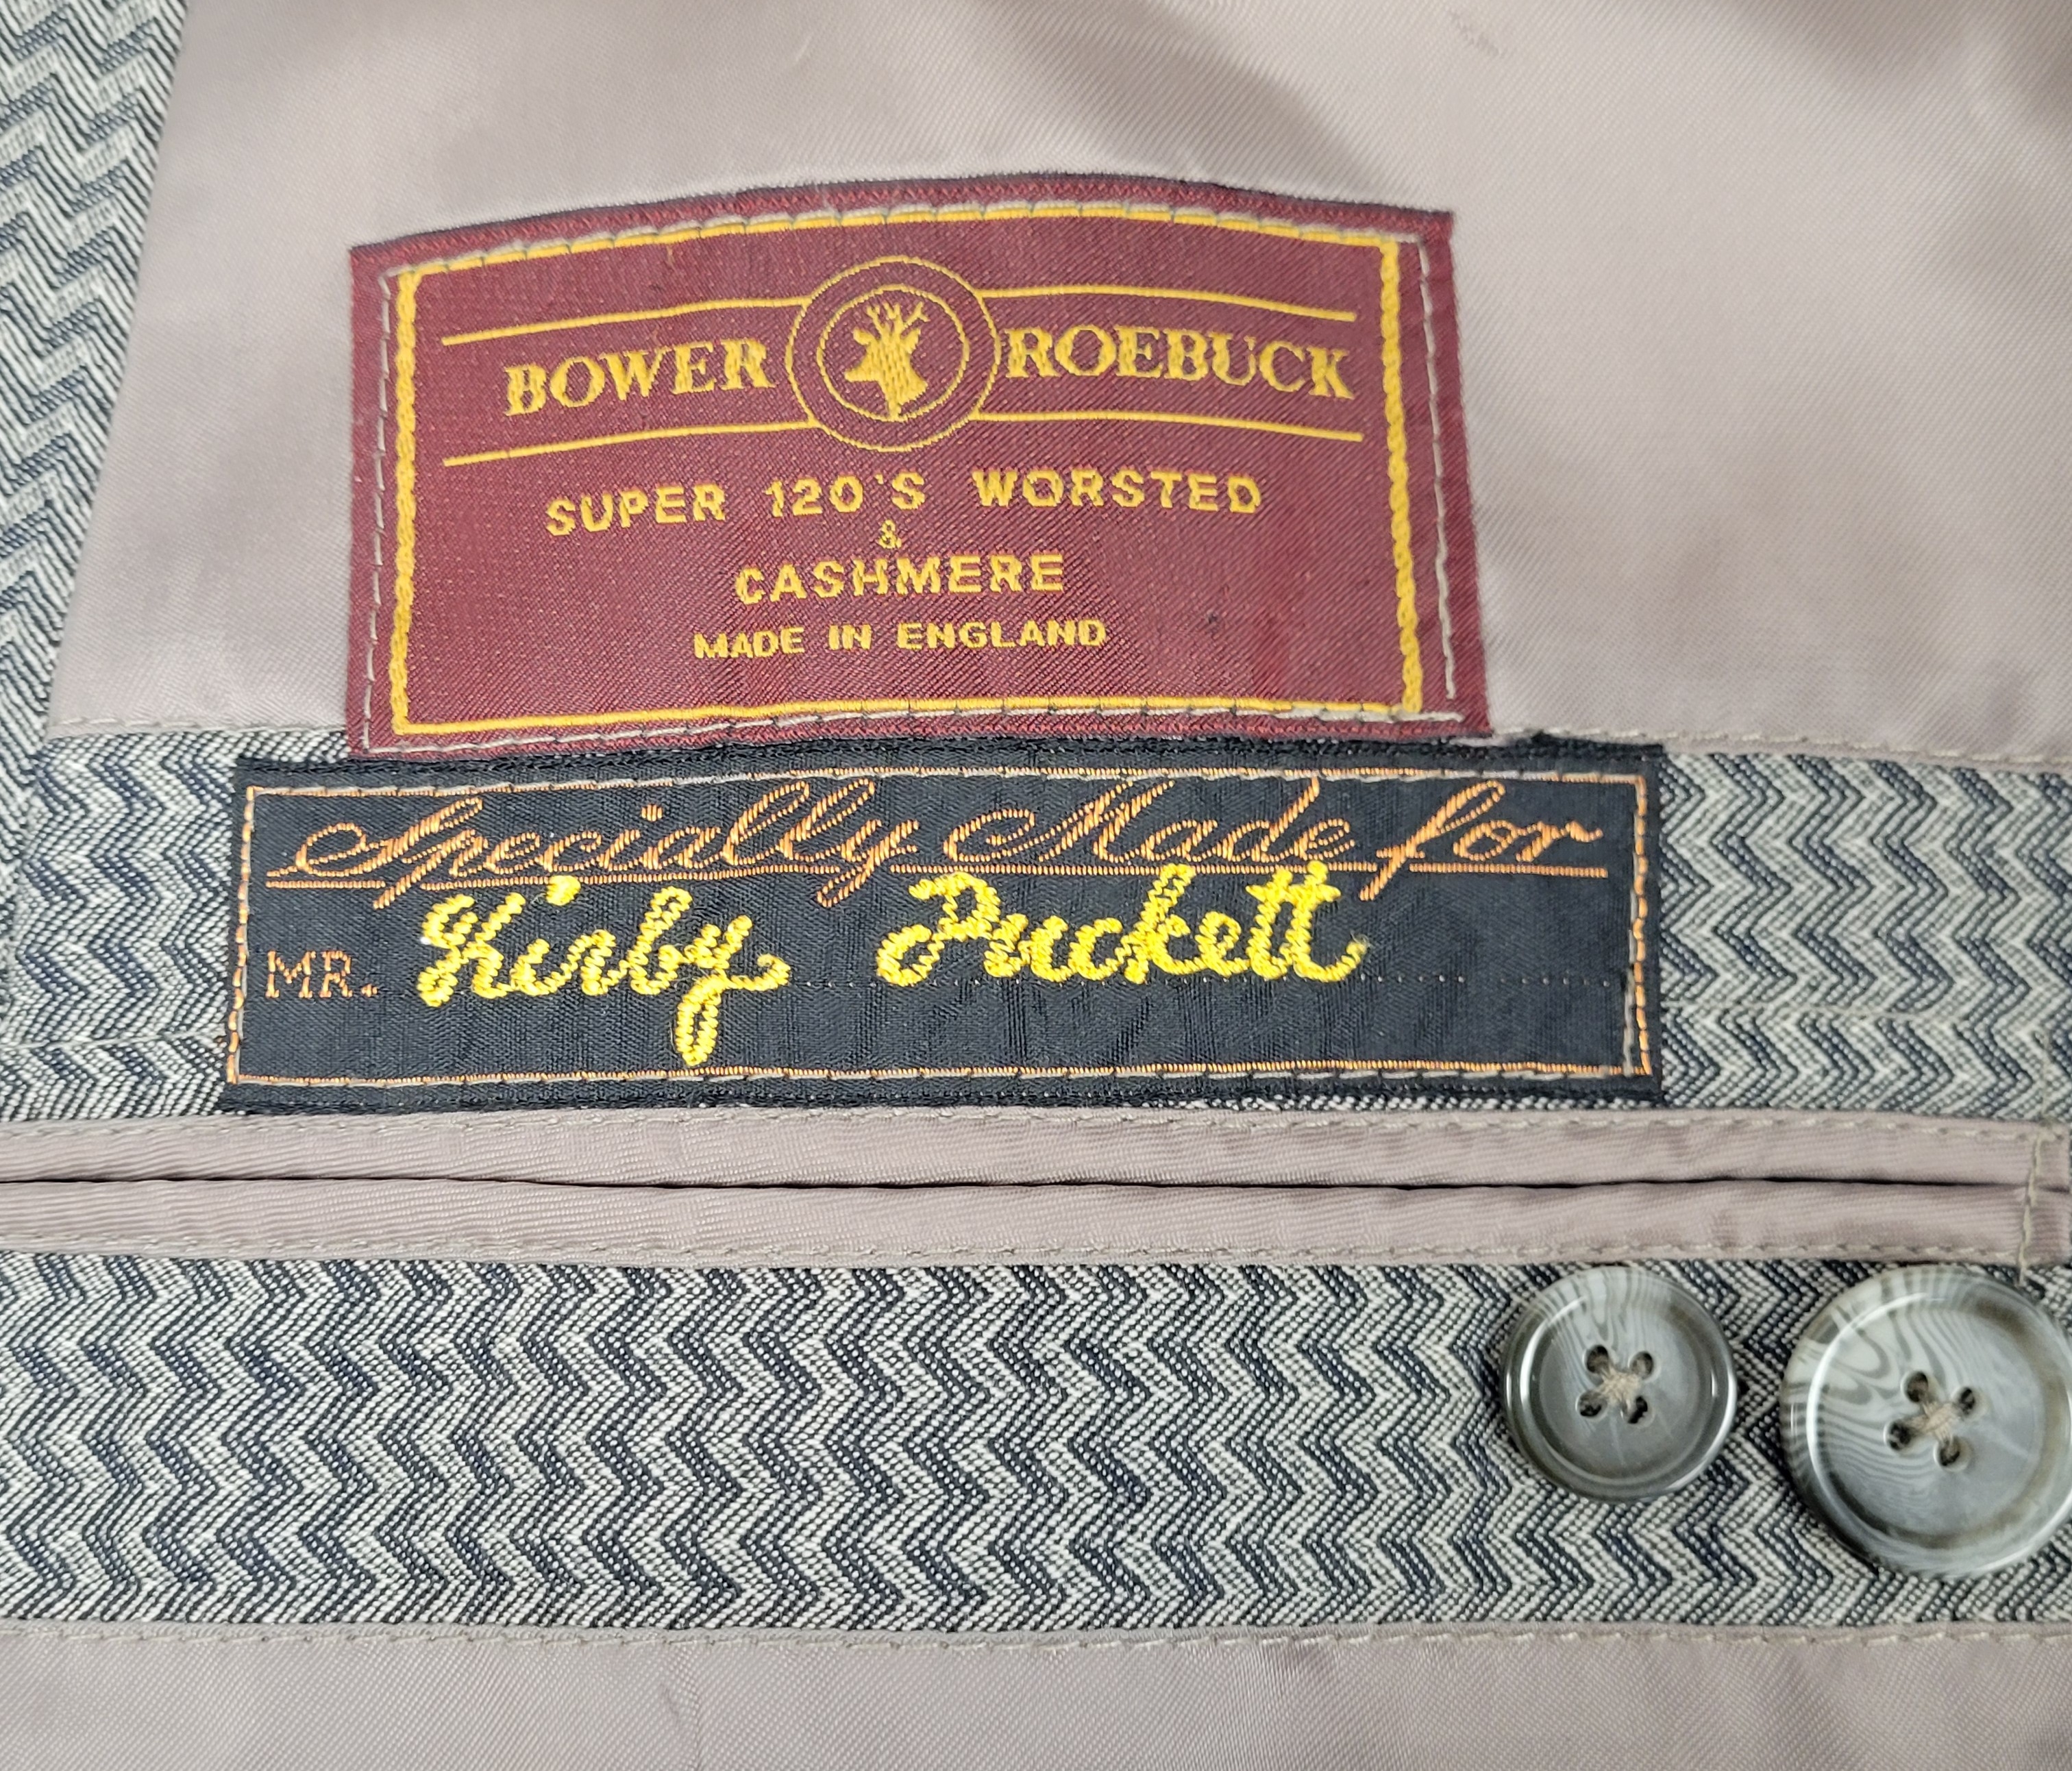 BOWER ROEBUCK
SUPER 120'S WORSTED
&
CASHMERE
MADE IN ENGLAND
Specially Made for
MR. Kirby Puckett